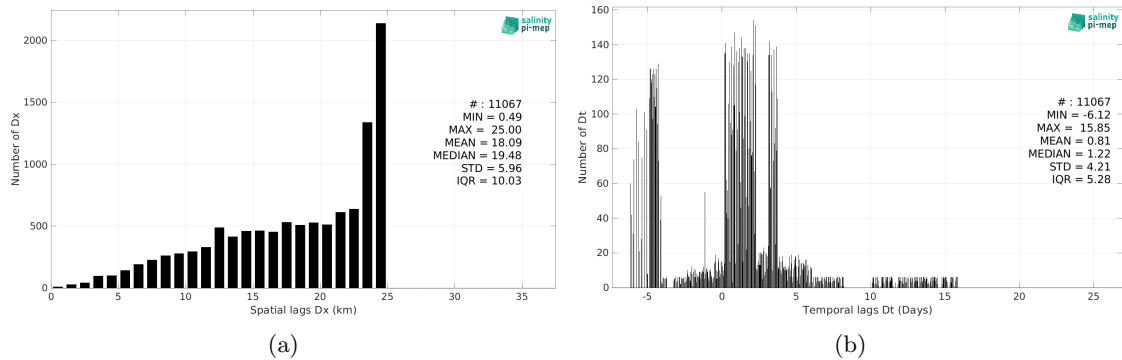 2000
1500
1000
500
0
Number of Dx
0 5 10 15 20 25 30 35
Spatial lags Dx (km)
salinity
pi-mep
# : 11067
MIN = 0.49
MAX = 25.00
MEAN = 18.09
MEDIAN = 19.48
STD = 5.96
IQR = 10.03
(a)
160
140
120
100
80
60
40
20
0
Number of Dt
-5 0 5 10 15 20 25
Temporal lags Dt (Days)
salinity
pi-mep
# : 11067
MIN = -6.12
MAX = 15.85
MEAN = 0.81
MEDIAN = 1.22
STD = 4.21
IQR = 5.28
(b)